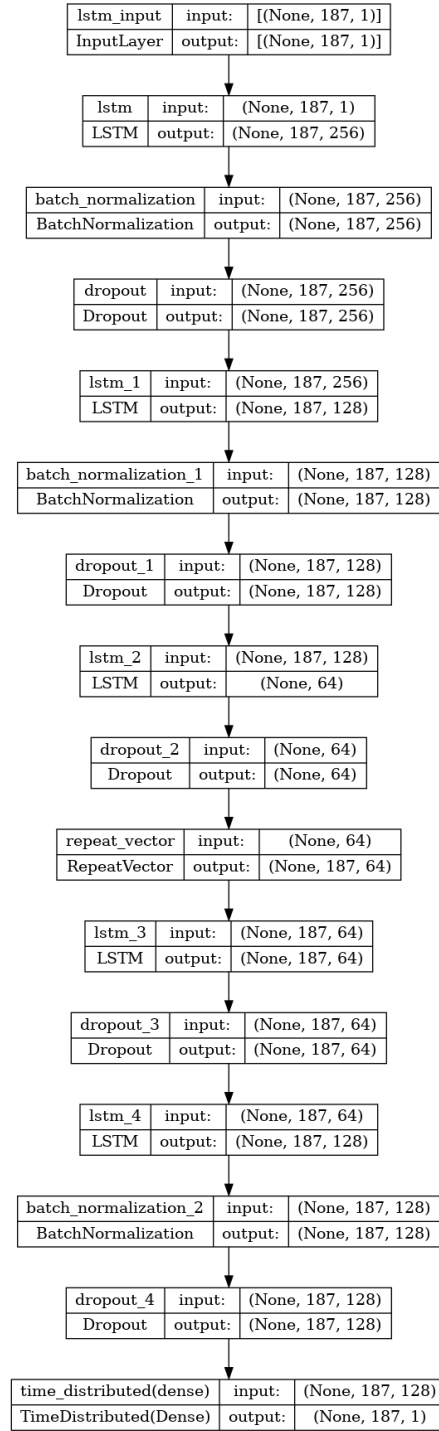 lstm_input input: [(None, 187, 1)]
InputLayer output: [(None, 187, 1)]
lstm input: (None, 187, 1)
LSTM output: (None, 187, 256)
batch_normalization input: (None, 187, 256)
BatchNormalization output: (None, 187, 256)
dropout input: (None, 187, 256)
Dropout output: (None, 187, 256)
lstm_1 input: (None, 187, 256)
LSTM output: (None, 187, 128)
batch_normalization_1 input: (None, 187, 128)
BatchNormalization output: (None, 187, 128)
dropout_1 input: (None, 187, 128)
Dropout output: (None, 187, 128)
lstm_2 input: (None, 187, 128)
LSTM output: (None, 64)
dropout_2 input: (None, 64)
Dropout output: (None, 64)
repeat_vector input: (None, 64)
RepeatVector output: (None, 187, 64)
lstm_3 input: (None, 187, 64)
LSTM output: (None, 187, 64)
dropout_3 input: (None, 187, 64)
Dropout output: (None, 187, 64)
lstm_4 input: (None, 187, 64)
LSTM output: (None, 187, 128)
batch_normalization_2 input: (None, 187, 128)
BatchNormalization output: (None, 187, 128)
dropout_4 input: (None, 187, 128)
Dropout output: (None, 187, 128)
time_distributed(dense) input: (None, 187, 128)
TimeDistributed(Dense) output: (None, 187, 1)